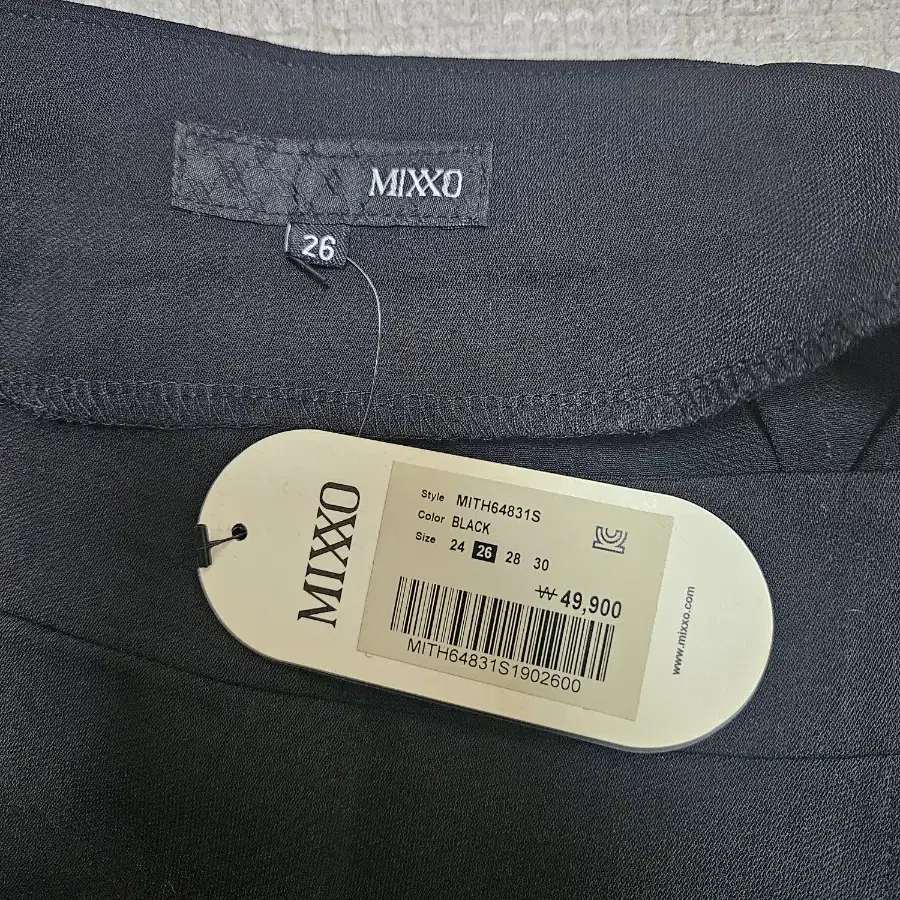 MIXXO
26
MIXXO
Style MITH64831S
Color BLACK
Size 24 26 28 30
₩ 49,900
MITH64831S1902600
www.mixxo.com